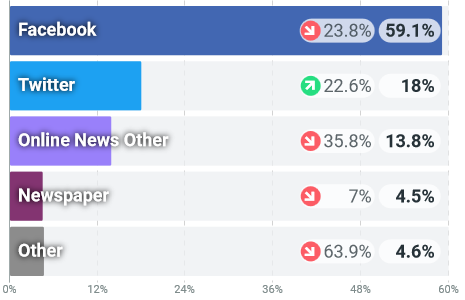 Facebook 23.8% 59.1%
Twitter 22.6% 18%
Online News Other 35.8% 13.8%
Newspaper 7% 4.5%
Other 63.9% 4.6%
0% 12% 24% 36% 48% 60%